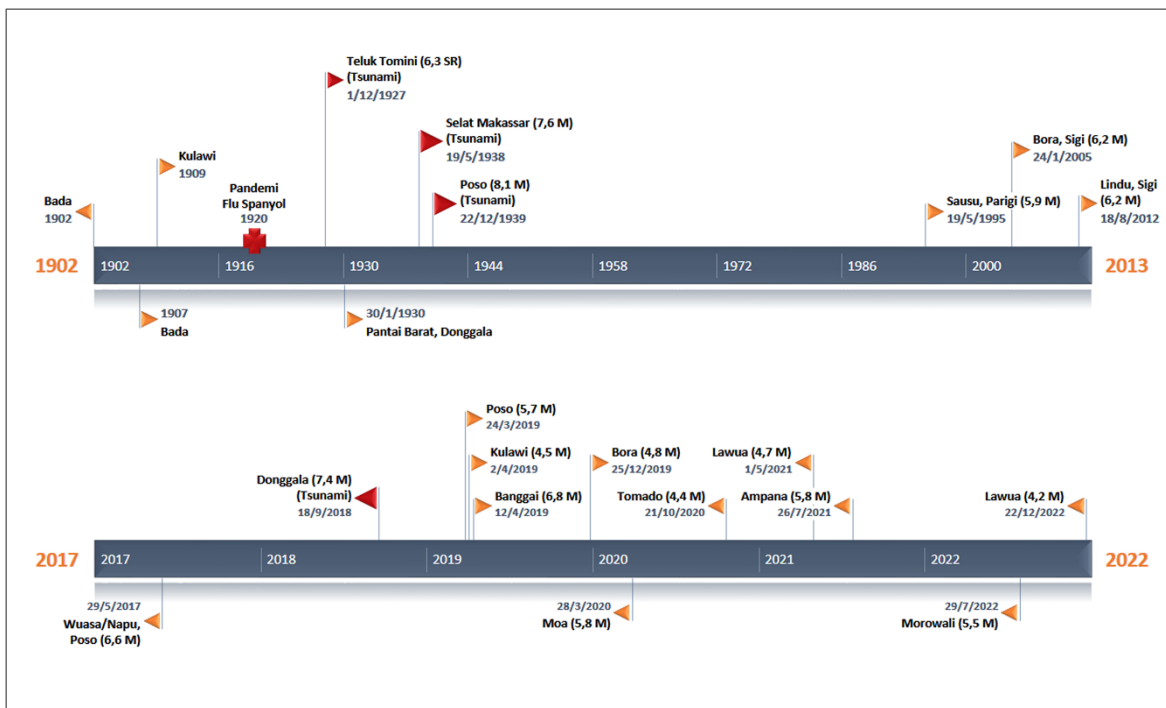 Teluk Tomini (6,3 SR)
(Tsunami)
1/12/1927
Selat Makassar (7,6 M)
(Tsunami)
19/5/1938
Bora, Sigi (6,2 M)
24/1/2005
Kulawi
1909
Pandemi
Flu Spanyol
1920
Poso (8,1 M)
(Tsunami)
22/12/1939
Bada
1902
Sausu, Parigi (5,9 M)
19/5/1995
Lindu, Sigi
(6,2 M)
18/8/2012
1902
1902 1916 1930 1944 1958 1972 1986 2000
2013
1907
Bada
30/1/1930
Pantai Barat, Donggala
Poso (5,7 M)
24/3/2019
Kulawi (4,5 M)
2/4/2019
Bora (4,8 M)
25/12/2019
Lawua (4,7 M)
1/5/2021
Donggala (7,4 M)
(Tsunami)
18/9/2018
Banggai (6,8 M)
12/4/2019
Tomado (4,4 M)
21/10/2020
Ampana (5,8 M)
26/7/2021
Lawua (4,2 M)
22/12/2022
2017
2017 2018 2019 2020 2021 2022
2022
29/5/2017
Wuasa/Napu,
Poso (6,6 M)
28/3/2020
Moa (5,8 M)
29/7/2022
Morowali (5,5 M)